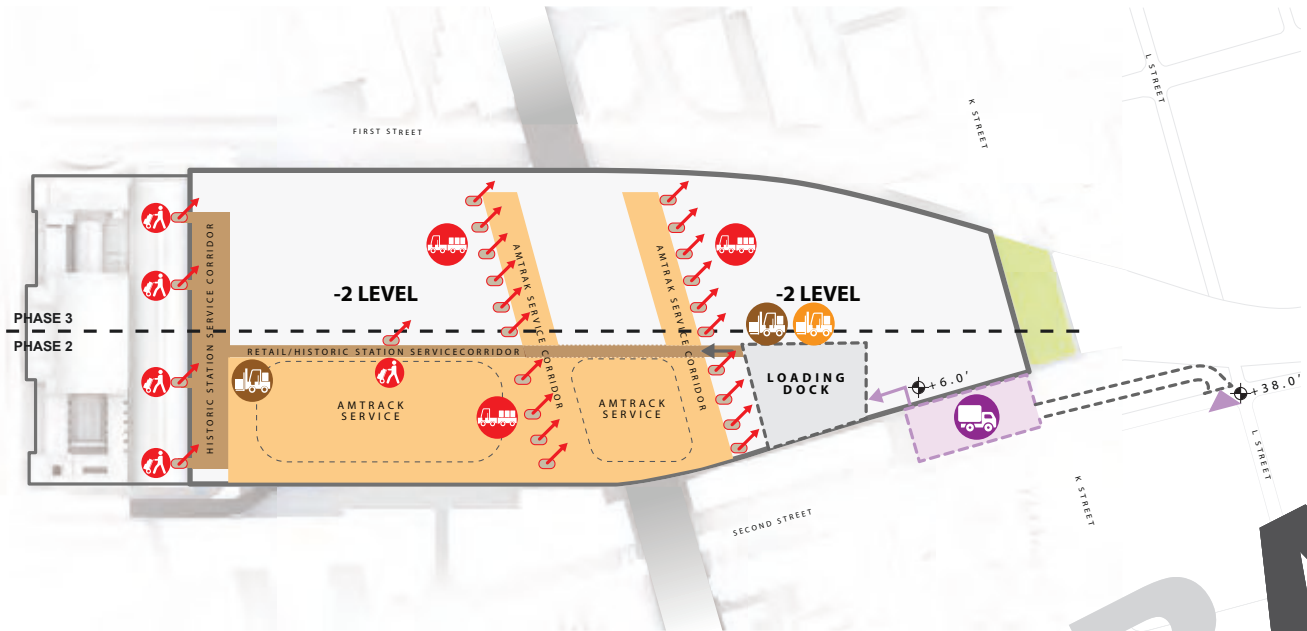 FIRST STREET
K STREET
L STREET
HISTORIC STATION SERVICE CORRIDOR
AMTRAK SERVICE CORRIDOR
AMTRAK SERVICE CORRIDOR
-2 LEVEL
-2 LEVEL
PHASE 3
PHASE 2
RETAIL/HISTORIC STATION SERVICECORRIDOR
LOADING
DOCK
AMTRACK
SERVICE
AMTRACK
SERVICE
+6.0'
+38.0'
SECOND STREET
K STREET
L STREET